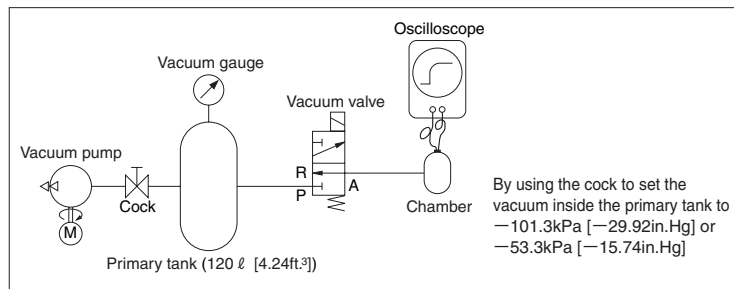 Oscilloscope
Vacuum gauge
Vacuum valve
Vacuum pump
R
P
A
Cock
M
Chamber
Primary tank (120 ℓ [4.24ft.³])
By using the cock to set the
vacuum inside the primary tank to
−101.3kPa [−29.92in.Hg] or
−53.3kPa [−15.74in.Hg]